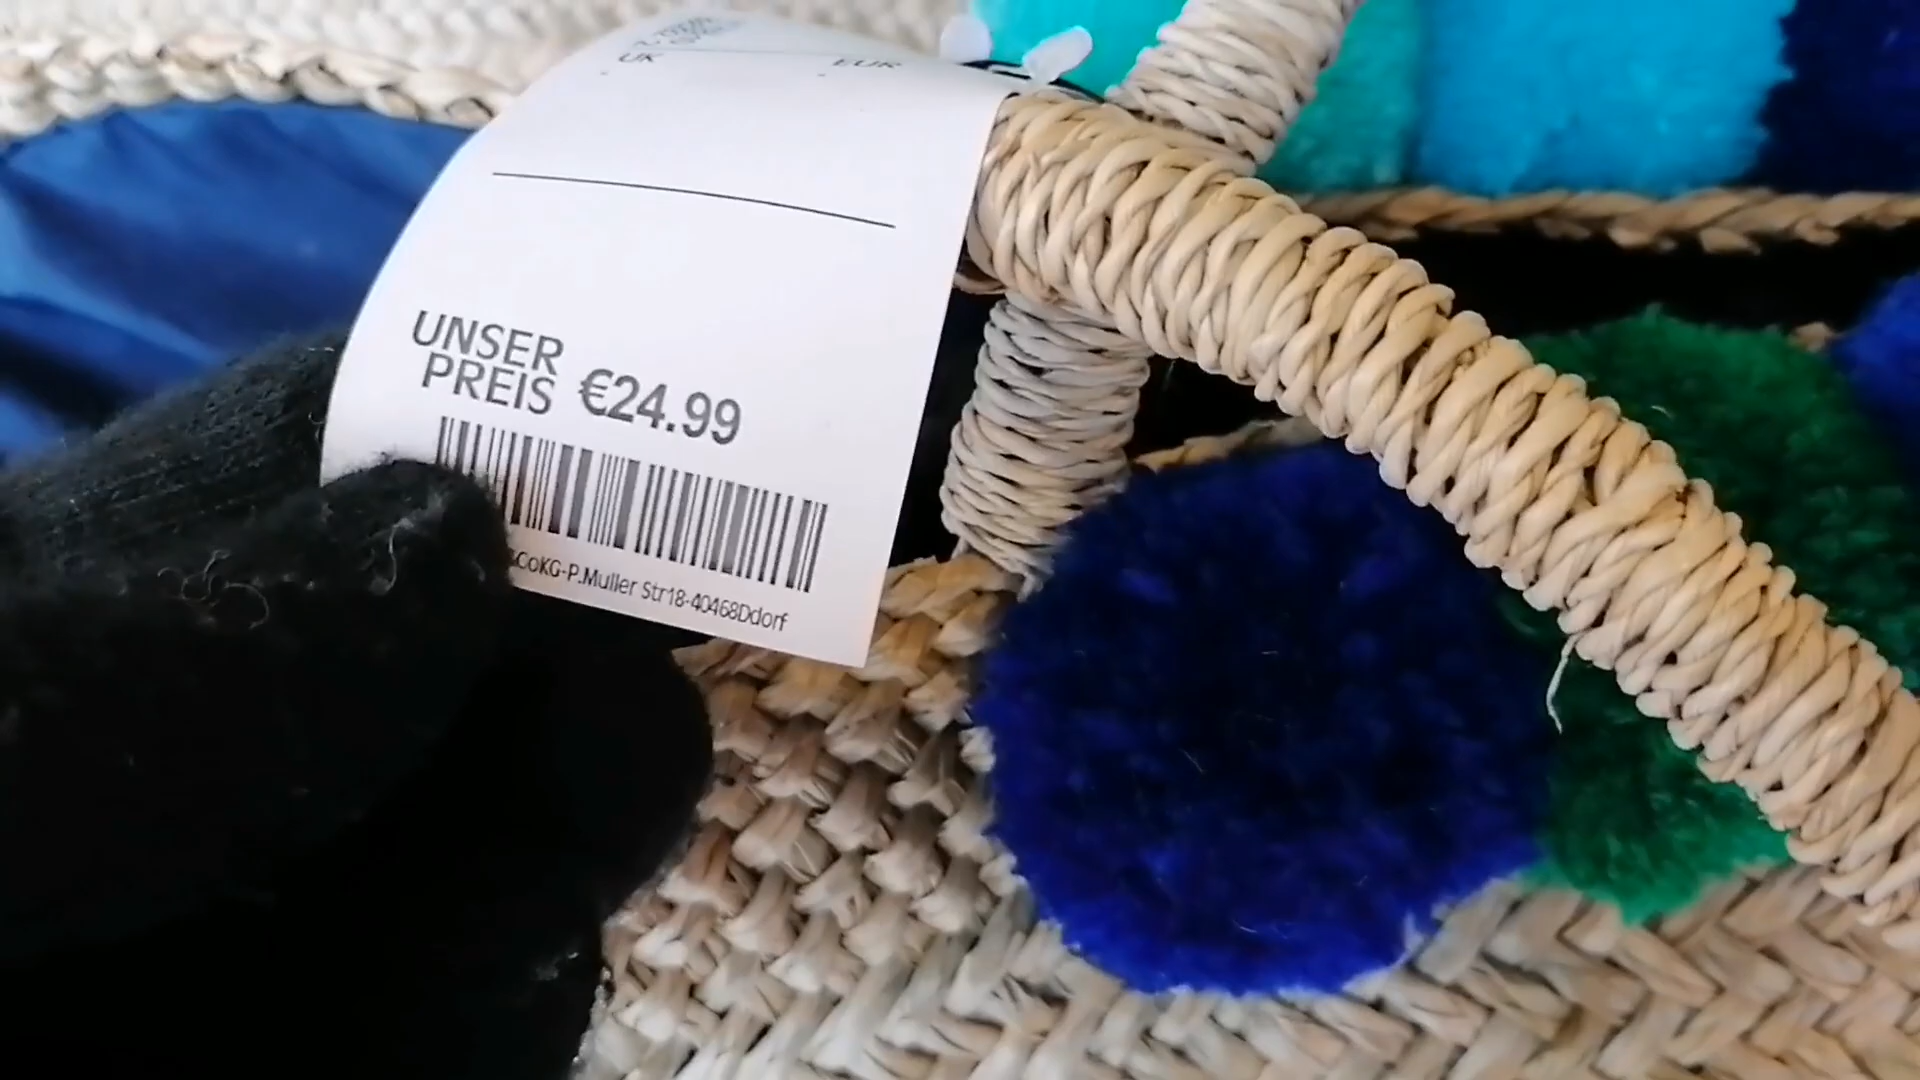 UK EUR
UNSER
PREIS €24.99
CoKG-P.Muller Str18-40468Ddorf